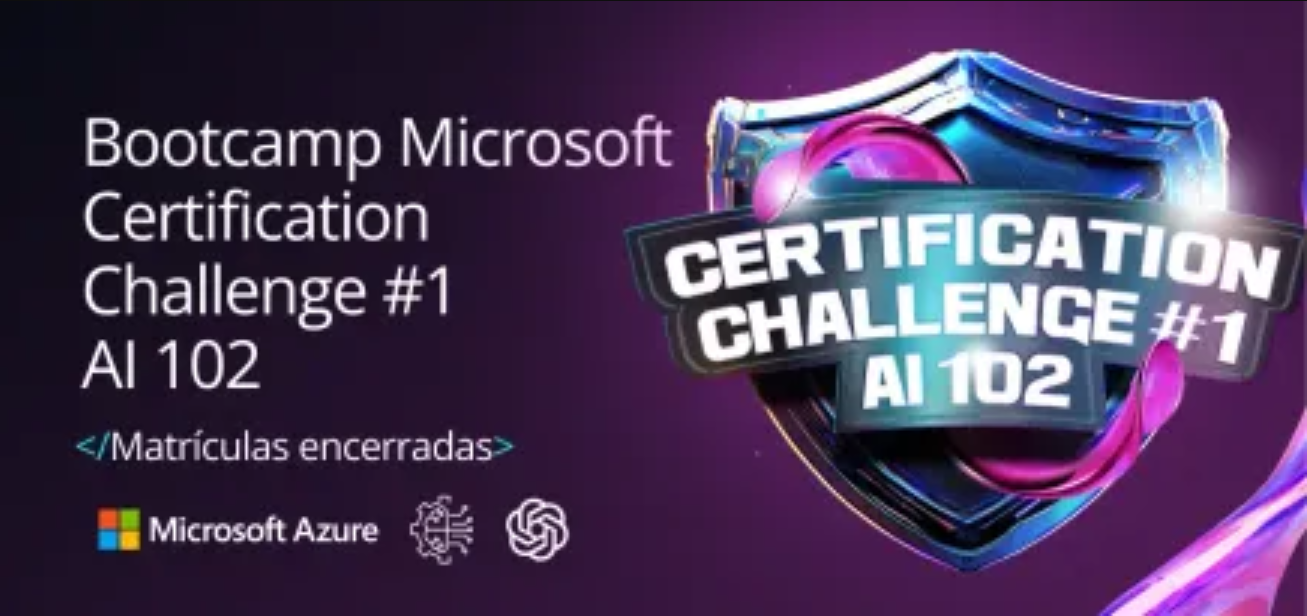 Bootcamp Microsoft
Certification
Challenge #1
AI 102
</Matrículas encerradas>
Microsoft Azure
CERTIFICATION
CHALLENGE #1
AI 102